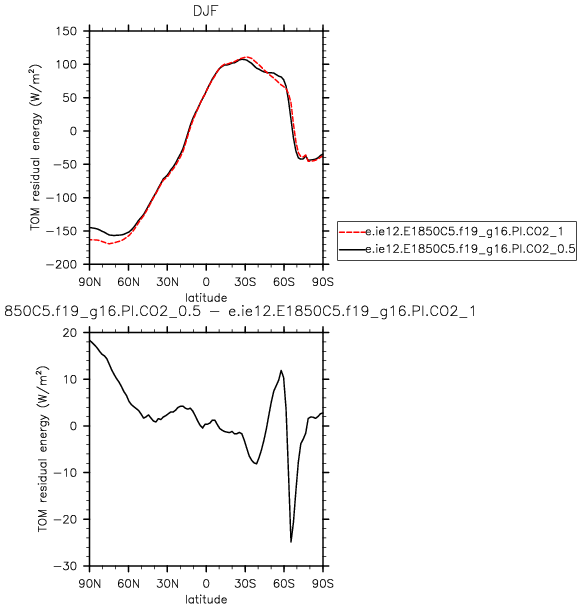 DJF
TOM residual energy (W/m²)
150
100
50
0
−50
−100
−150
−200
90N 60N 30N 0 30S 60S 90S
latitude
e.ie12.E1850C5.f19_g16.PI.CO2_1
e.ie12.E1850C5.f19_g16.PI.CO2_0.5
850C5.f19_g16.PI.CO2_0.5 − e.ie12.E1850C5.f19_g16.PI.CO2_1
TOM residual energy (W/m²)
20
10
0
−10
−20
−30
90N 60N 30N 0 30S 60S 90S
latitude